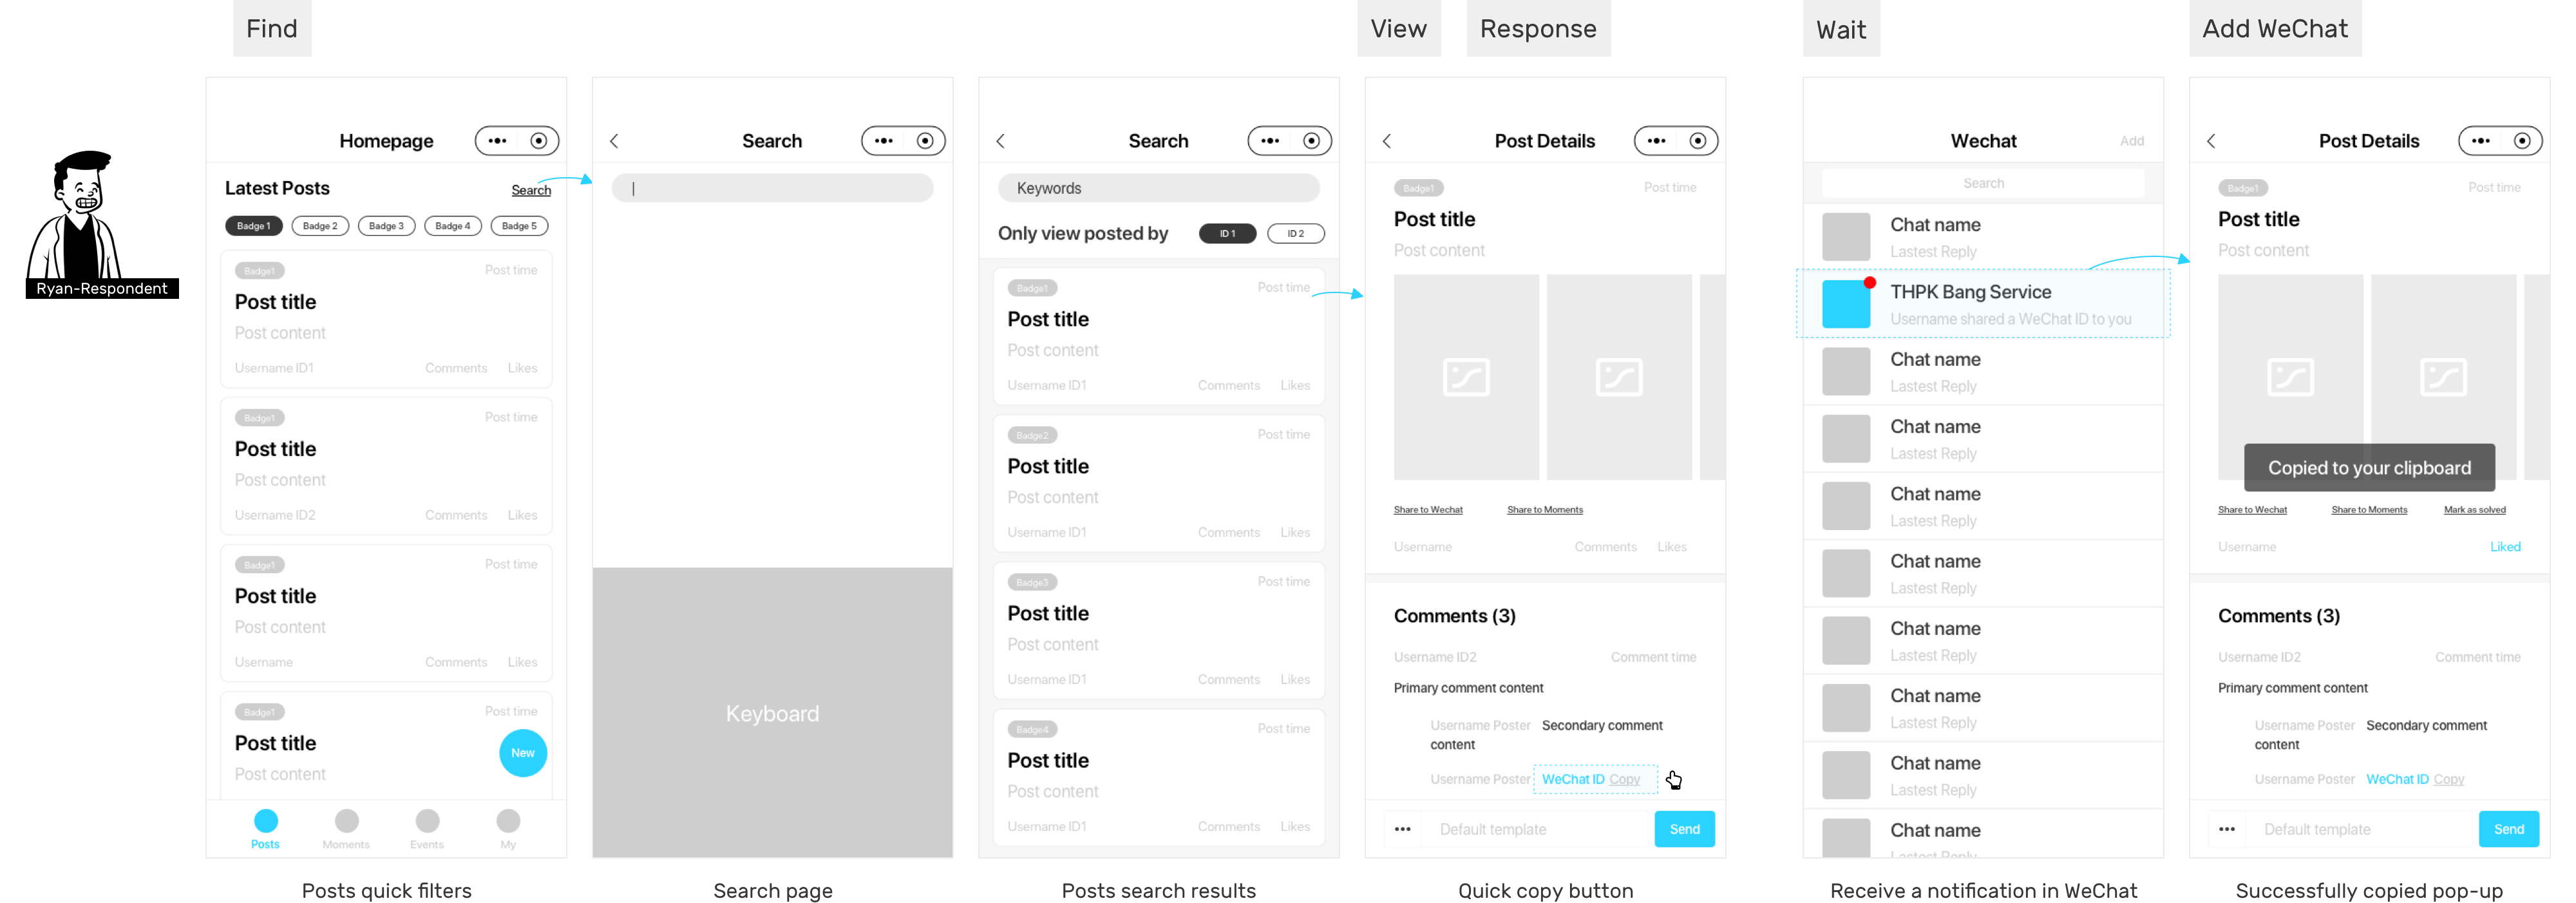 Find
View
Response
Wait
Add WeChat
Ryan-Respondent
Homepage
Latest Posts
Search
Badge 1
Badge 2
Badge 3
Badge 4
Badge 5
Badge1
Post time
Post title
Post content
Username ID1
Comments
Likes
Badge1
Post time
Post title
Post content
Username ID2
Comments
Likes
Badge1
Post time
Post title
Post content
Username
Comments
Likes
Badge1
Post time
Post title
Post content
New
Posts
Moments
Events
My
Posts quick filters
Search
Keyboard
Search page
Search
Keywords
Only view posted by
ID 1
ID 2
Badge1
Post time
Post title
Post content
Username ID1
Comments
Likes
Badge2
Post time
Post title
Post content
Username ID1
Comments
Likes
Badge3
Post time
Post title
Post content
Username ID1
Comments
Likes
Badge4
Post time
Post title
Post content
Username ID1
Comments
Likes
Posts search results
Post Details
Badge1
Post time
Post title
Post content
Share to Wechat
Share to Moments
Username
Comments
Likes
Comments (3)
Username ID2
Comment time
Primary comment content
Username Poster Secondary comment
content
Username Poster WeChat ID Copy
Default template
Send
Quick copy button
Wechat
Add
Search
Chat name
Lastest Reply
THPK Bang Service
Username shared a WeChat ID to you
Chat name
Lastest Reply
Chat name
Lastest Reply
Chat name
Lastest Reply
Chat name
Lastest Reply
Chat name
Lastest Reply
Chat name
Lastest Reply
Chat name
Lastest Reply
Chat name
Lastest Reply
Receive a notification in WeChat
Post Details
Badge1
Post time
Post title
Post content
Copied to your clipboard
Share to Wechat
Share to Moments
Mark as solved
Username
Liked
Comments (3)
Username ID2
Comment time
Primary comment content
Username Poster Secondary comment
content
Username Poster WeChat ID Copy
Default template
Send
Successfully copied pop-up